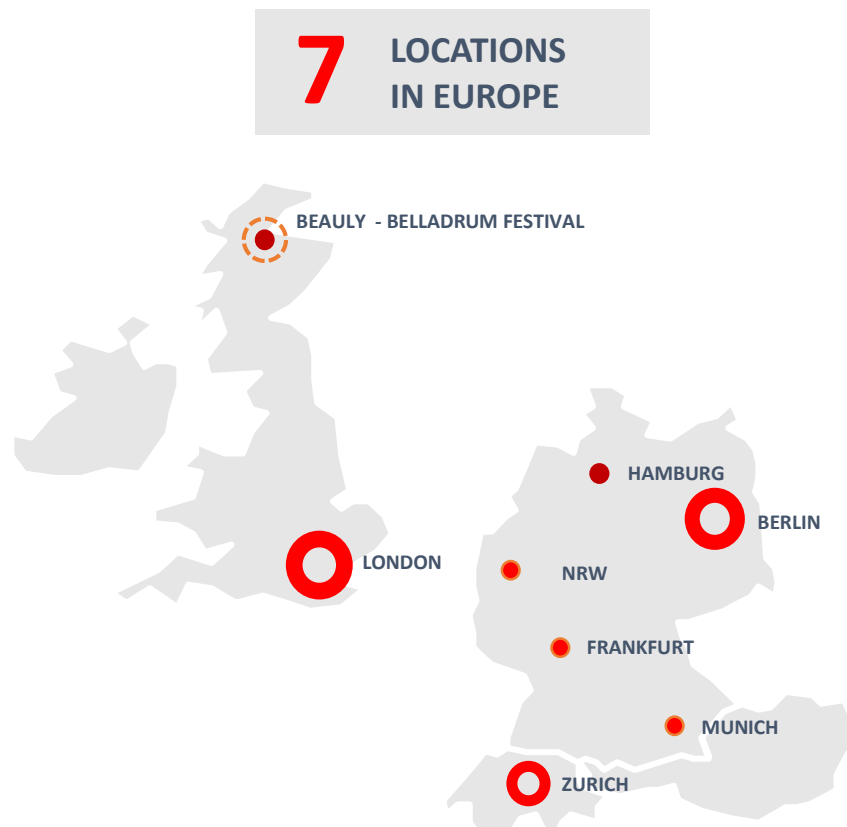 7
LOCATIONS
IN EUROPE
BEAULY - BELLADRUM FESTIVAL
HAMBURG
BERLIN
LONDON
NRW
FRANKFURT
MUNICH
ZURICH